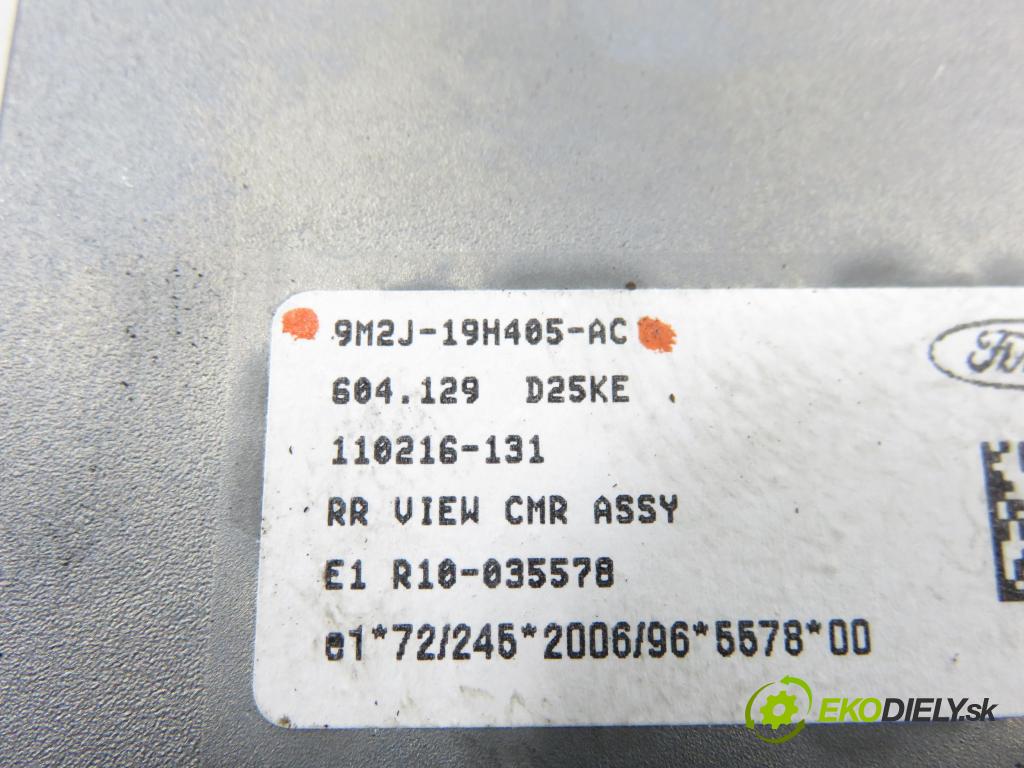 9M2J-19H405-AC
604.129 D25KE
110216-131
RR VIEW CMR ASSY
E1 R10-035578
e1*72/245*2006/96*5578*00
EKODIELY.sk